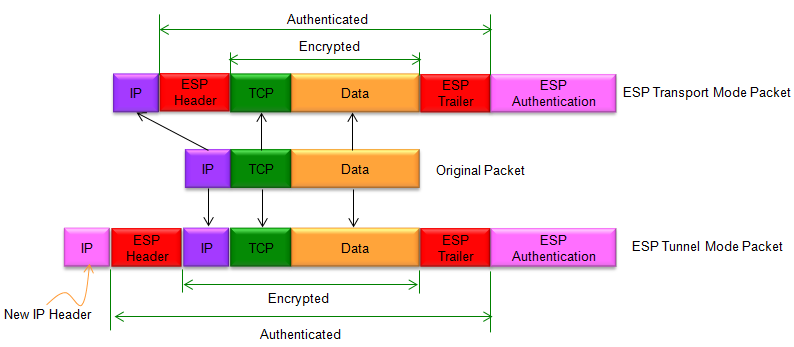 Authenticated
Encrypted
IP
ESP
Header
TCP
Data
ESP
Trailer
ESP
Authentication
ESP Transport Mode Packet
IP
TCP
Data
Original Packet
IP
ESP
Header
IP
TCP
Data
ESP
Trailer
ESP
Authentication
ESP Tunnel Mode Packet
Encrypted
New IP Header
Authenticated